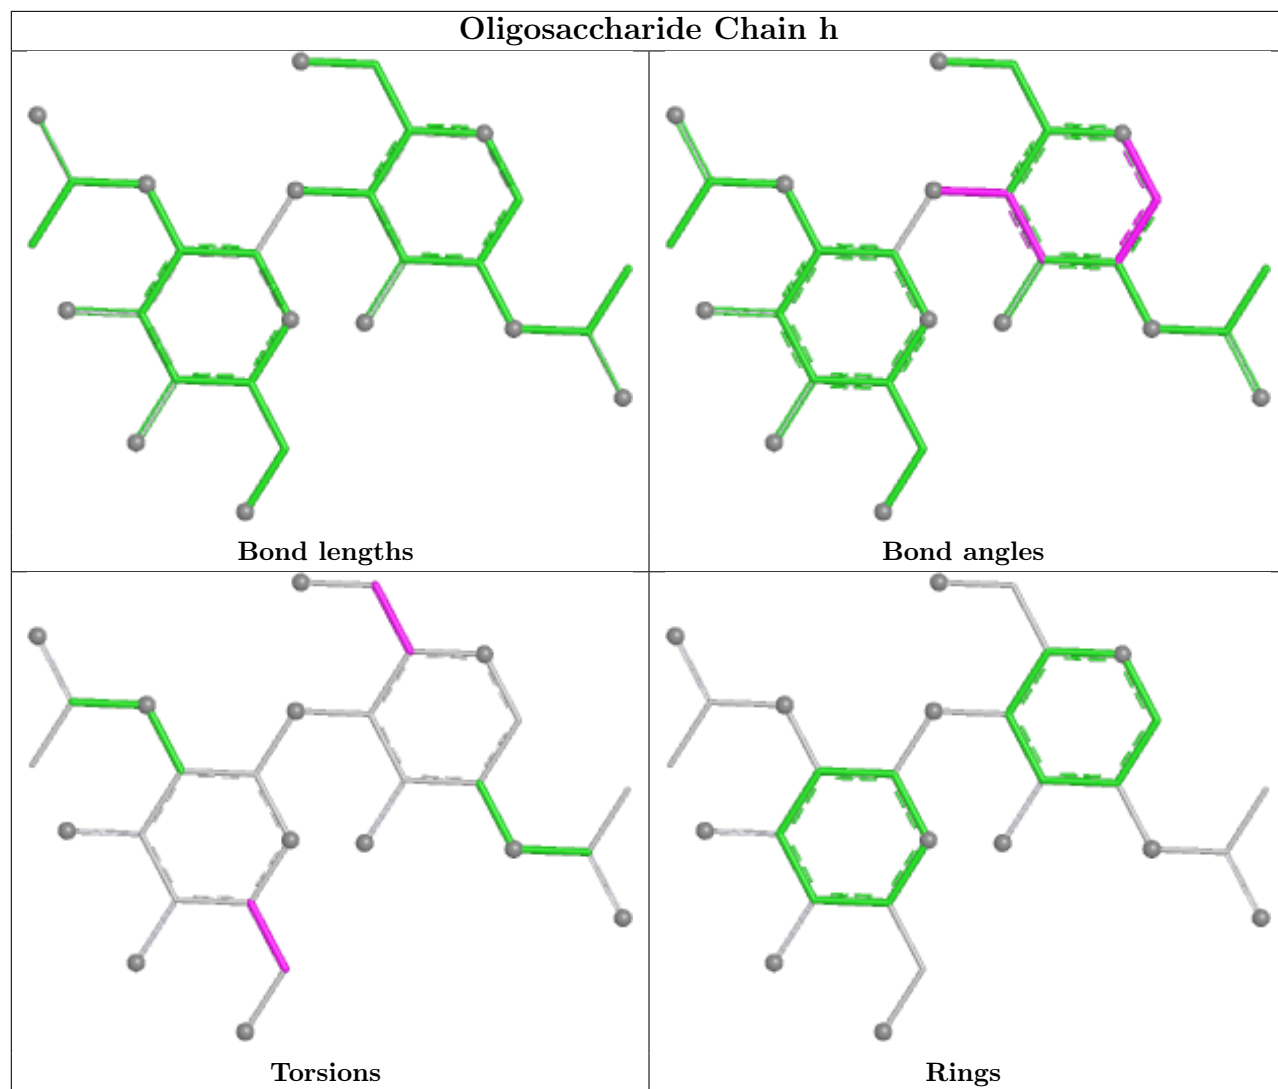 Oligosaccharide Chain h
Bond lengths
Bond angles
Torsions
Rings